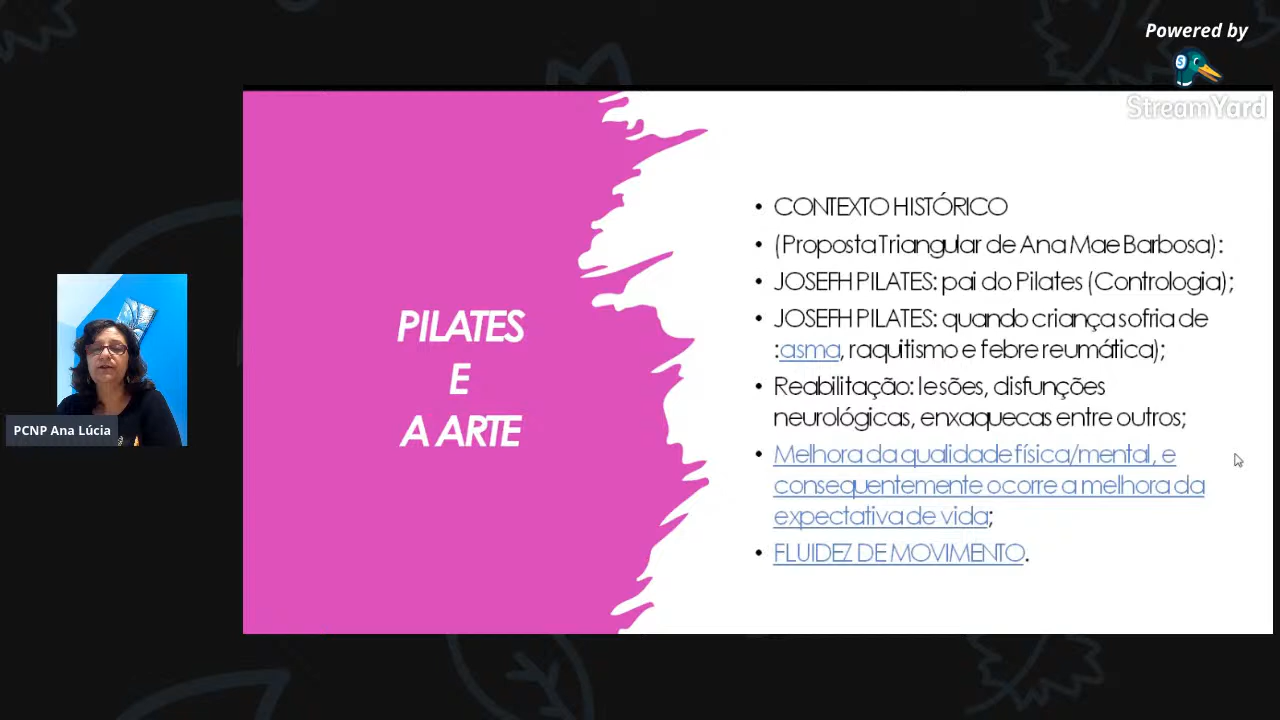 Powered by
StreamYard
PILATES
E
A ARTE
• CONTEXTO HISTÓRICO
• (Proposta Triangular de Ana Mae Barbosa):
• JOSEFH PILATES: pai do Pilates (Contrologia);
• JOSEFH PILATES: quando criança sofria de
:asma, raquitismo e febre reumática);
• Reabilitação: lesões, disfunções
neurológicas, enxaquecas entre outros;
• Melhora da qualidade física/mental, e
consequentemente ocorre a melhora da
expectativa de vida;
• FLUIDEZ DE MOVIMENTO.
PCNP Ana Lúcia